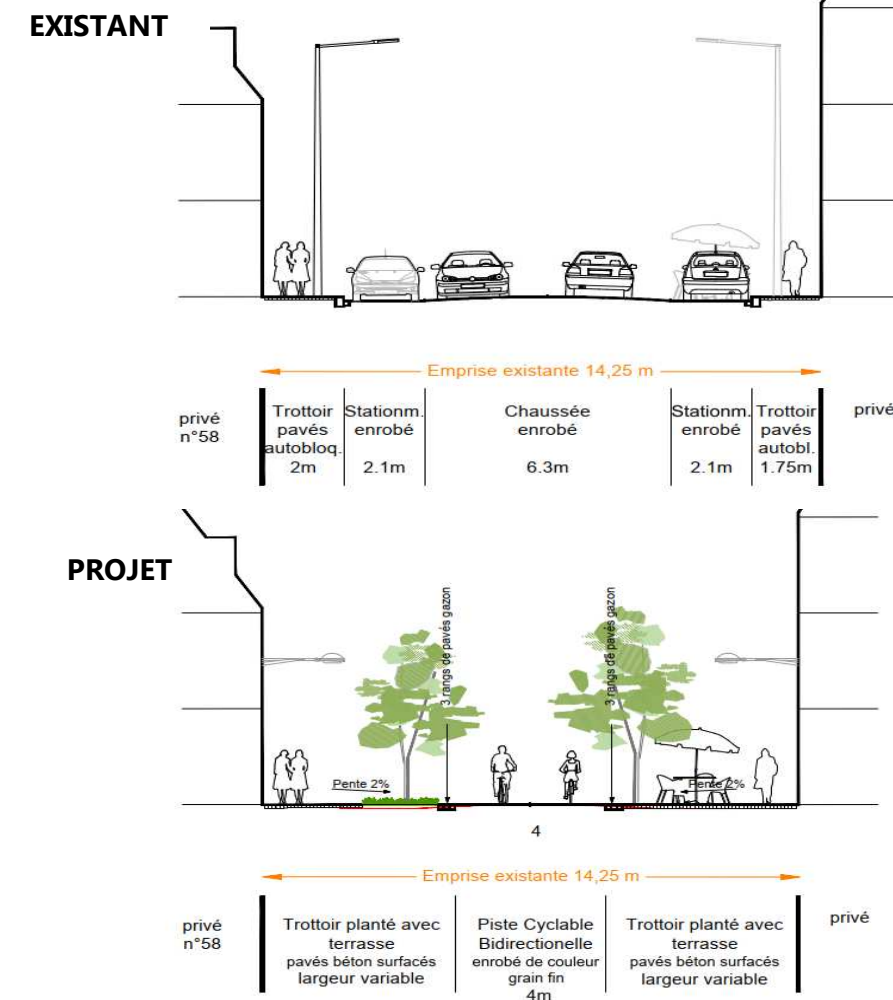 EXISTANT
Emprise existante 14,25 m
privé
n°58
Trottoir
pavés
autobloq.
2m
Stationm.
enrobé
2.1m
Chaussée
enrobé
6.3m
Stationm.
enrobé
2.1m
Trottoir
pavés
autobl.
1.75m
privé
PROJET
3 rangs de pavés gazon
3 rangs de pavés gazon
Pente 2%
Pente 2%
4
Emprise existante 14,25 m
privé
n°58
Trottoir planté avec
terrasse
pavés béton surfacés
largeur variable
Piste Cyclable
Bidirectionelle
enrobé de couleur
grain fin
4m
Trottoir planté avec
terrasse
pavés béton surfacés
largeur variable
privé